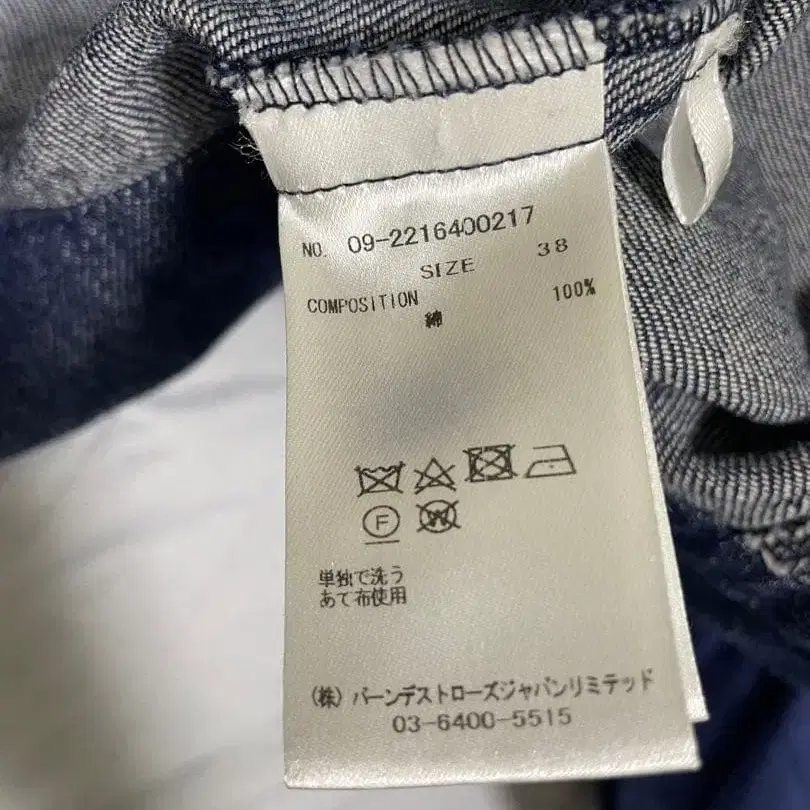 NO. 09-2216400217
SIZE 38
COMPOSITION 100%
綿
F
W
単独で洗う
あて布使用
(株) バーンデストローズジャパンリミテッド
03-6400-5515